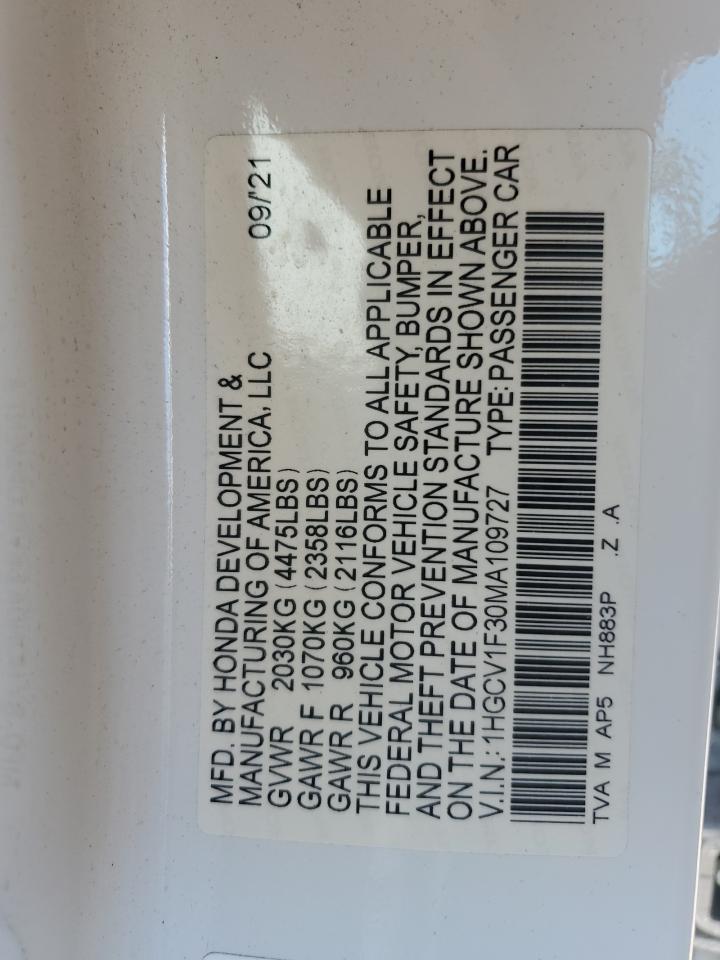 MFD. BY HONDA DEVELOPMENT &
MANUFACTURING OF AMERICA, LLC 09/'21
GVWR 2030KG (4475LBS)
GAWR F 1070KG (2358LBS)
GAWR R 960KG (2116LBS)
THIS VEHICLE CONFORMS TO ALL APPLICABLE
FEDERAL MOTOR VEHICLE SAFETY, BUMPER,
AND THEFT PREVENTION STANDARDS IN EFFECT
ON THE DATE OF MANUFACTURE SHOWN ABOVE.
V.I.N.: 1HGCV1F30MA109727 TYPE: PASSENGER CAR
TVA M AP5 NH883P .Z .A